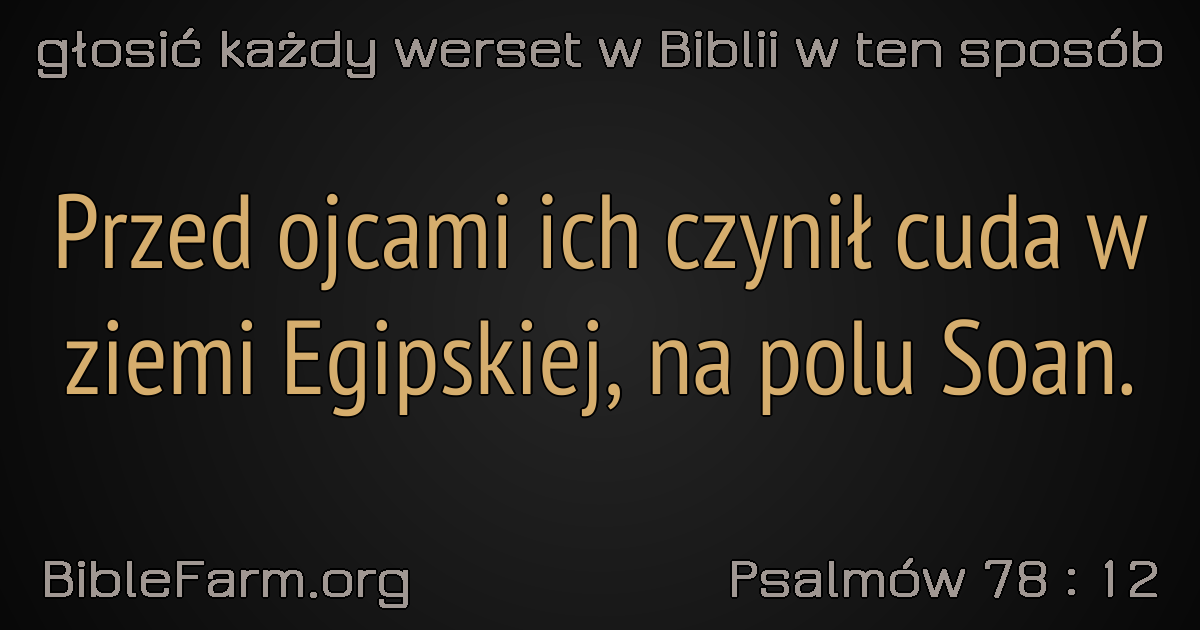 głosić każdy werset w Biblii w ten sposób
Przed ojcami ich czynił cuda w
ziemi Egipskiej, na polu Soan.
BibleFarm.org
Psalmów 78 : 12